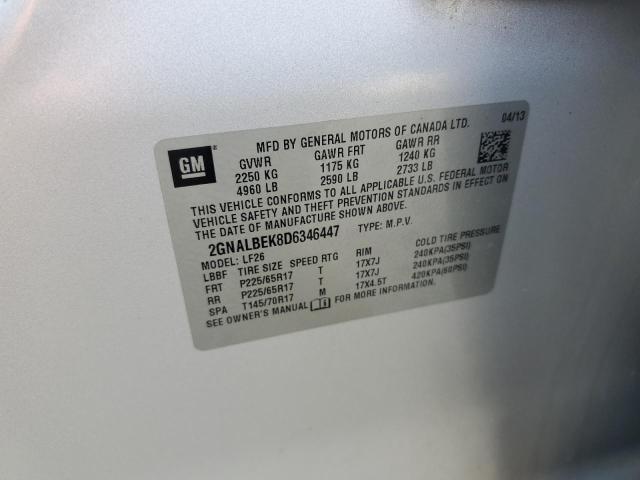 04/13
GM
MFD BY GENERAL MOTORS OF CANADA LTD.
GVWR GAWR FRT GAWR RR
2250 KG 1175 KG 1240 KG
4960 LB 2590 LB 2733 LB
THIS VEHICLE CONFORMS TO ALL APPLICABLE U.S. FEDERAL MOTOR
VEHICLE SAFETY AND THEFT PREVENTION STANDARDS IN EFFECT ON
THE DATE OF MANUFACTURE SHOWN ABOVE.
2GNALBEK8D6346447 TYPE: M.P.V.
MODEL: LF26
LBBF TIRE SIZE SPEED RTG RIM COLD TIRE PRESSURE
FRT P225/65R17 T 17X7J 240KPA(35PSI)
RR P225/65R17 T 17X7J 240KPA(35PSI)
SPA T145/70R17 M 17X4.5T 420KPA(60PSI)
SEE OWNER'S MANUAL FOR MORE INFORMATION.